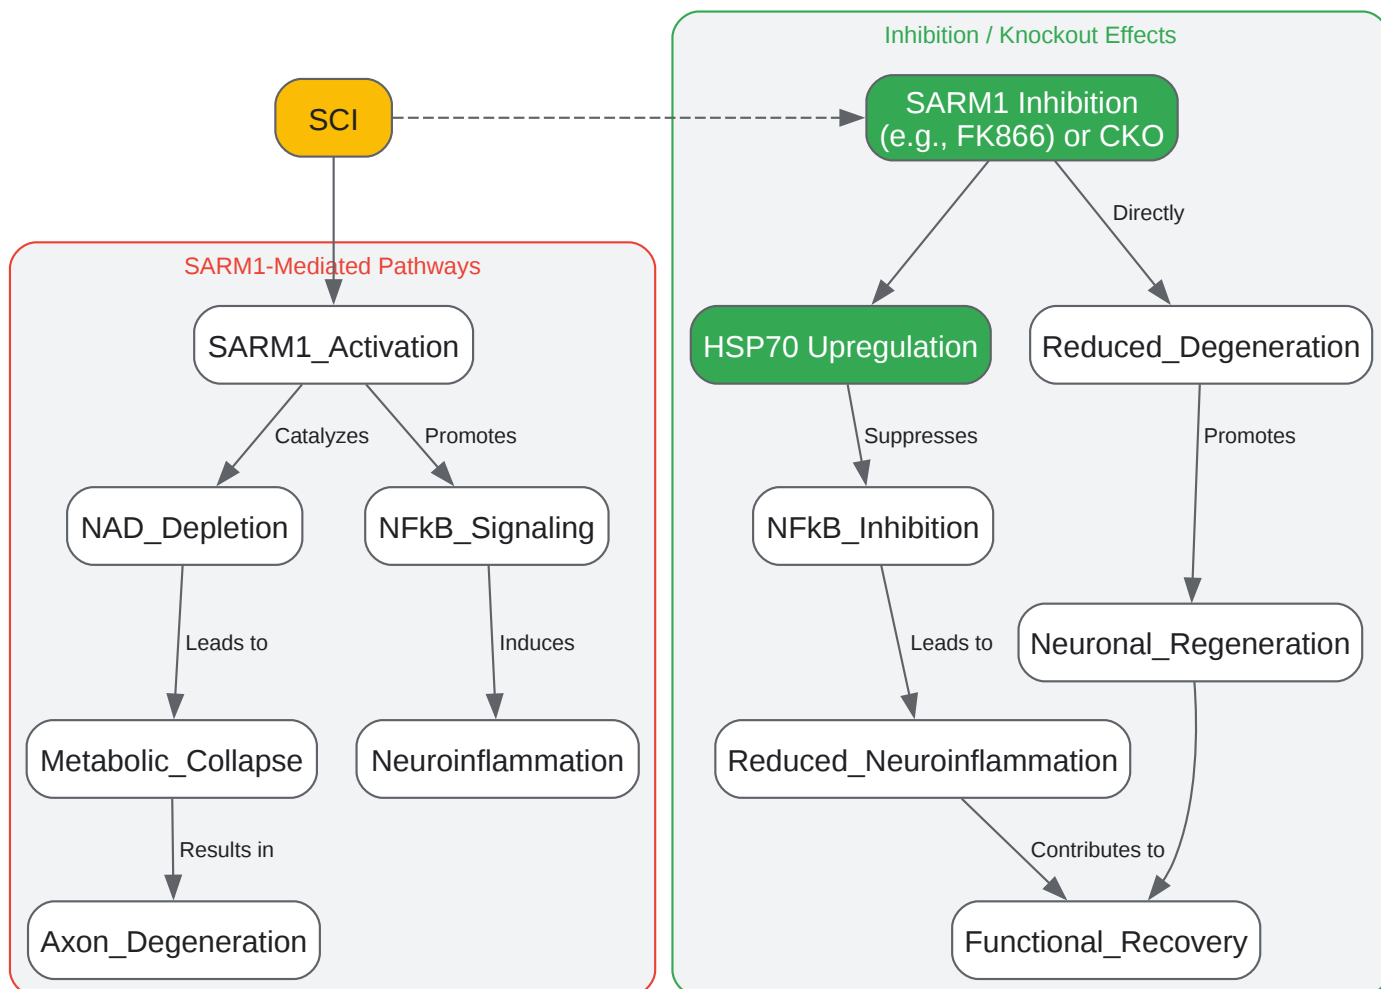 Inhibition / Knockout Effects
SCI
SARM1 Inhibition
(e.g., FK866) or CKO
Directly
SARM1-Mediated Pathways
SARM1_Activation
HSP70 Upregulation
Reduced_Degeneration
Catalyzes
Promotes
Suppresses
Promotes
NAD_Depletion
NFkB_Signaling
NFkB_Inhibition
Leads to
Induces
Leads to
Neuronal_Regeneration
Metabolic_Collapse
Neuroinflammation
Reduced_Neuroinflammation
Results in
Contributes to
Axon_Degeneration
Functional_Recovery